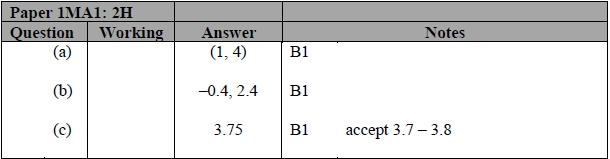 Paper 1MA1: 2H
Question Working Answer Notes
(a) (1, 4) B1
(b) –0.4, 2.4 B1
(c) 3.75 B1 accept 3.7 – 3.8